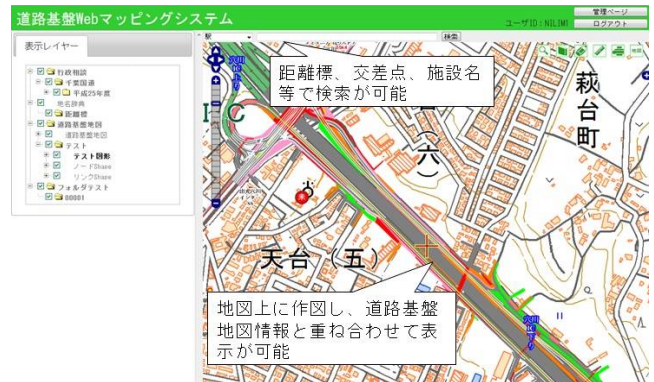 道路基盤Webマッピングシステム
ユーザID:NILIM1
管理ページ
ログアウト
表示レイヤー
駅
検索
行政相談
千葉国道
平成25年度
地名辞典
距離標
道路基盤地図
道路基盤地図
テスト
テスト図形
ノードShape
リンクShape
フォルダテスト
00001
距離標、交差点、施設名
等で検索が可能
萩台町
(六)
天台(五)
地図上に作図し、道路基盤
地図情報と重ね合わせて表
示が可能